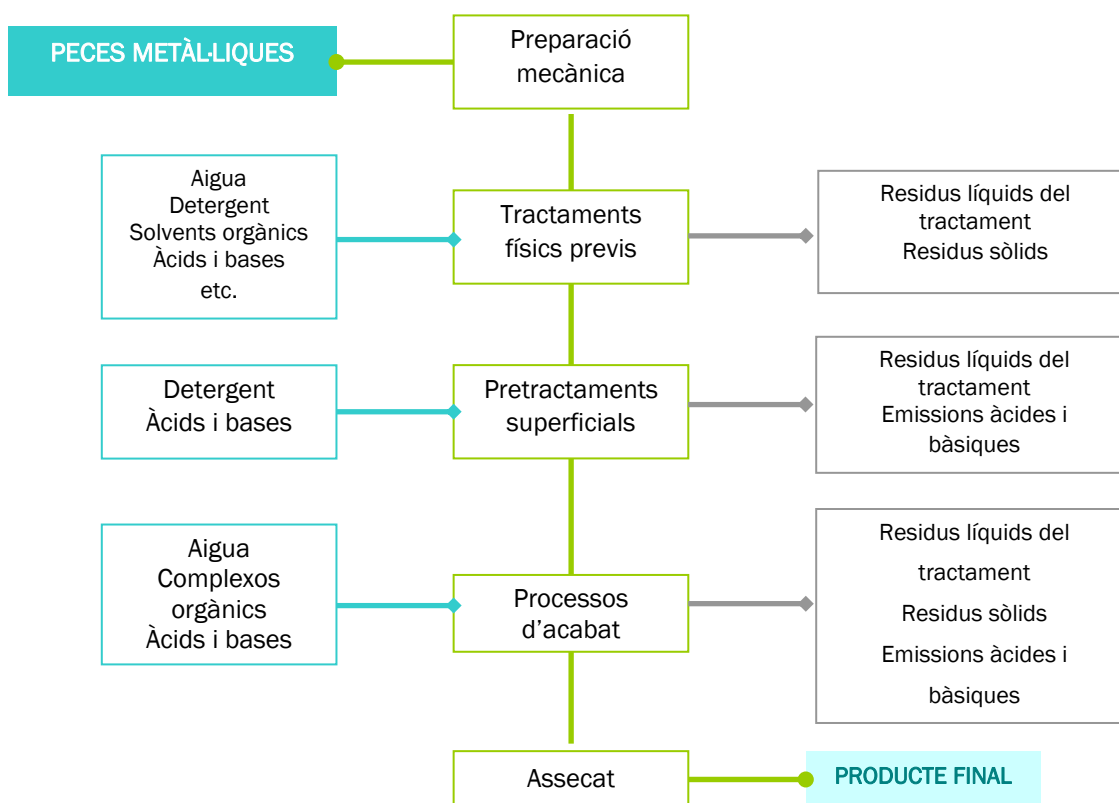 PECES METÀL·LIQUES
Preparació
mecànica
Aigua
Detergent
Solvents orgànics
Àcids i bases
etc.
Tractaments
físics previs
Residus líquids del
tractament
Residus sòlids
Detergent
Àcids i bases
Pretractaments
superficials
Residus líquids del
tractament
Emissions àcides i
bàsiques
Aigua
Complexos
orgànics
Àcids i bases
Processos
d’acabat
Residus líquids del
tractament
Residus sòlids
Emissions àcides i
bàsiques
Assecat
PRODUCTE FINAL